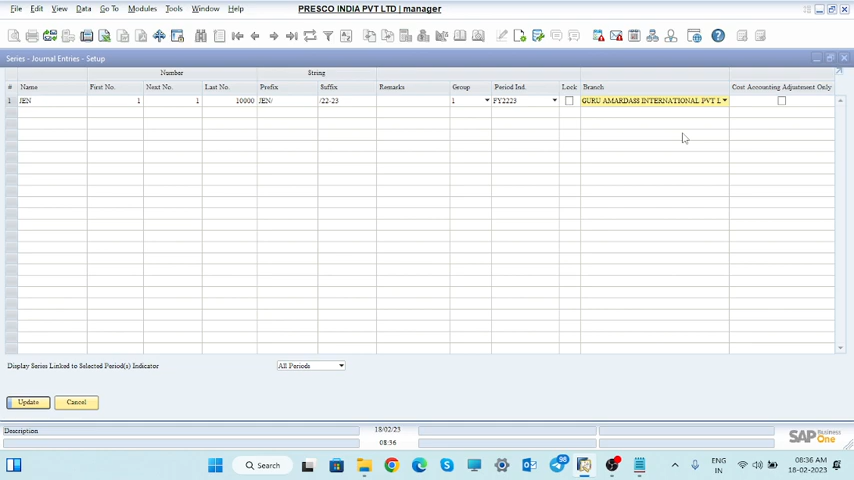 File Edit View Data Go To Modules Tools Window Help PRESCO INDIA PVT LTD | manager
Series - Journal Entries - Setup
Number String
# Name First No. Next No. Last No. Prefix Suffix Remarks Group Period Ind. Lock Branch Cost Accounting Adjustment Only
1 JEN 1 1 10000 JEN/ /22-23 1 FY2223 GURU AMARDASS INTERNATIONAL PVT L
Display Series Linked to Selected Period(s) Indicator All Periods
Update Cancel
Description 18/02/23
08:36
SAP Business One
Search 98 ENG IN 08:36 AM 18-02-2023